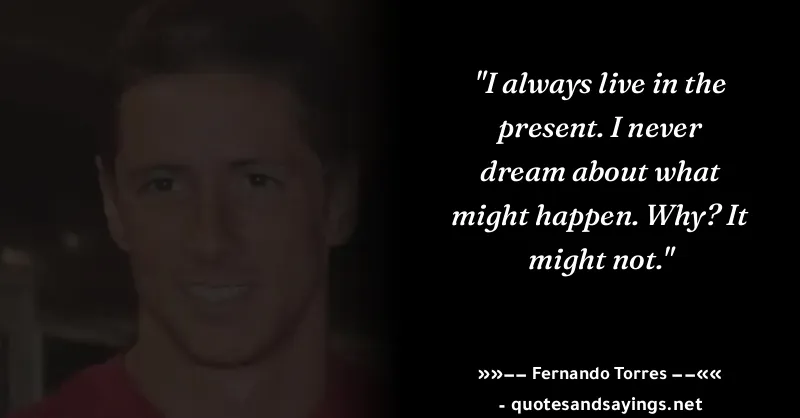 "I always live in the
present. I never
dream about what
might happen. Why? It
might not."
»»−− Fernando Torres −−««
- quotesandsayings.net